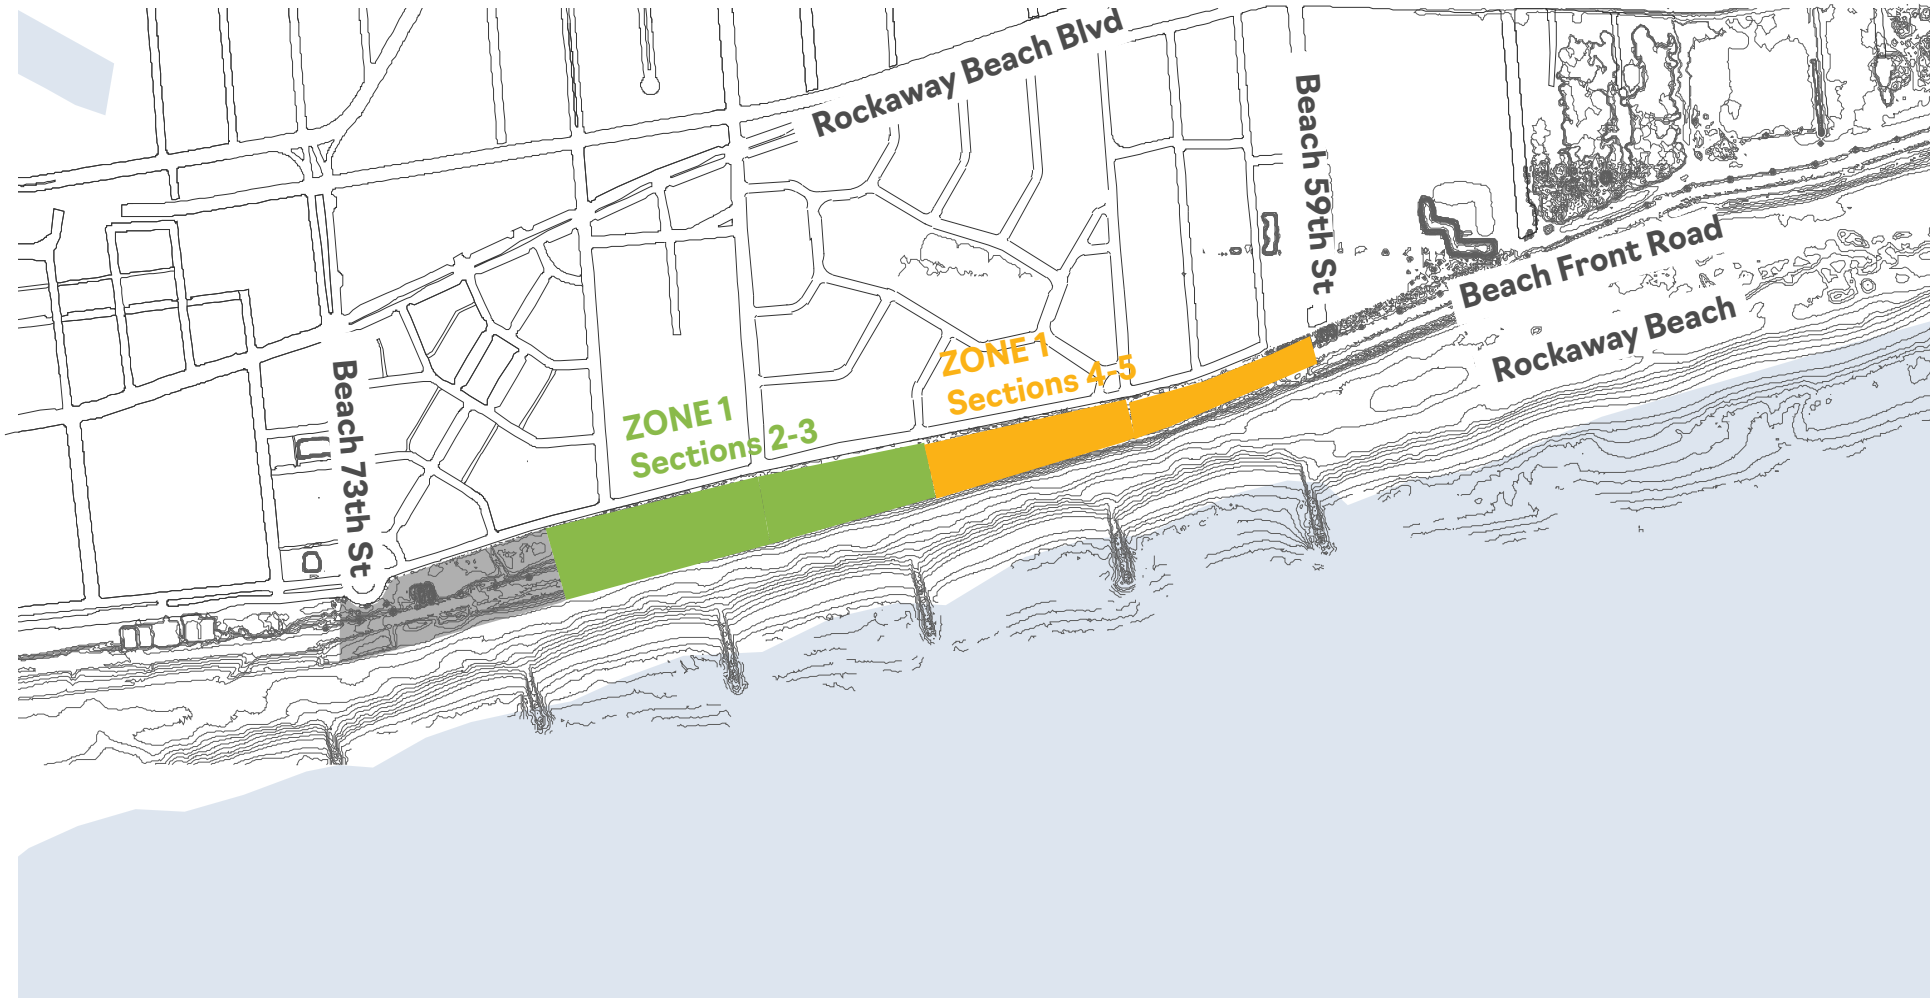 Rockaway Beach Blvd
Beach 59th St
Beach Front Road
Rockaway Beach
ZONE 1
Sections 4-5
ZONE 1
Sections 2-3
Beach 73th St